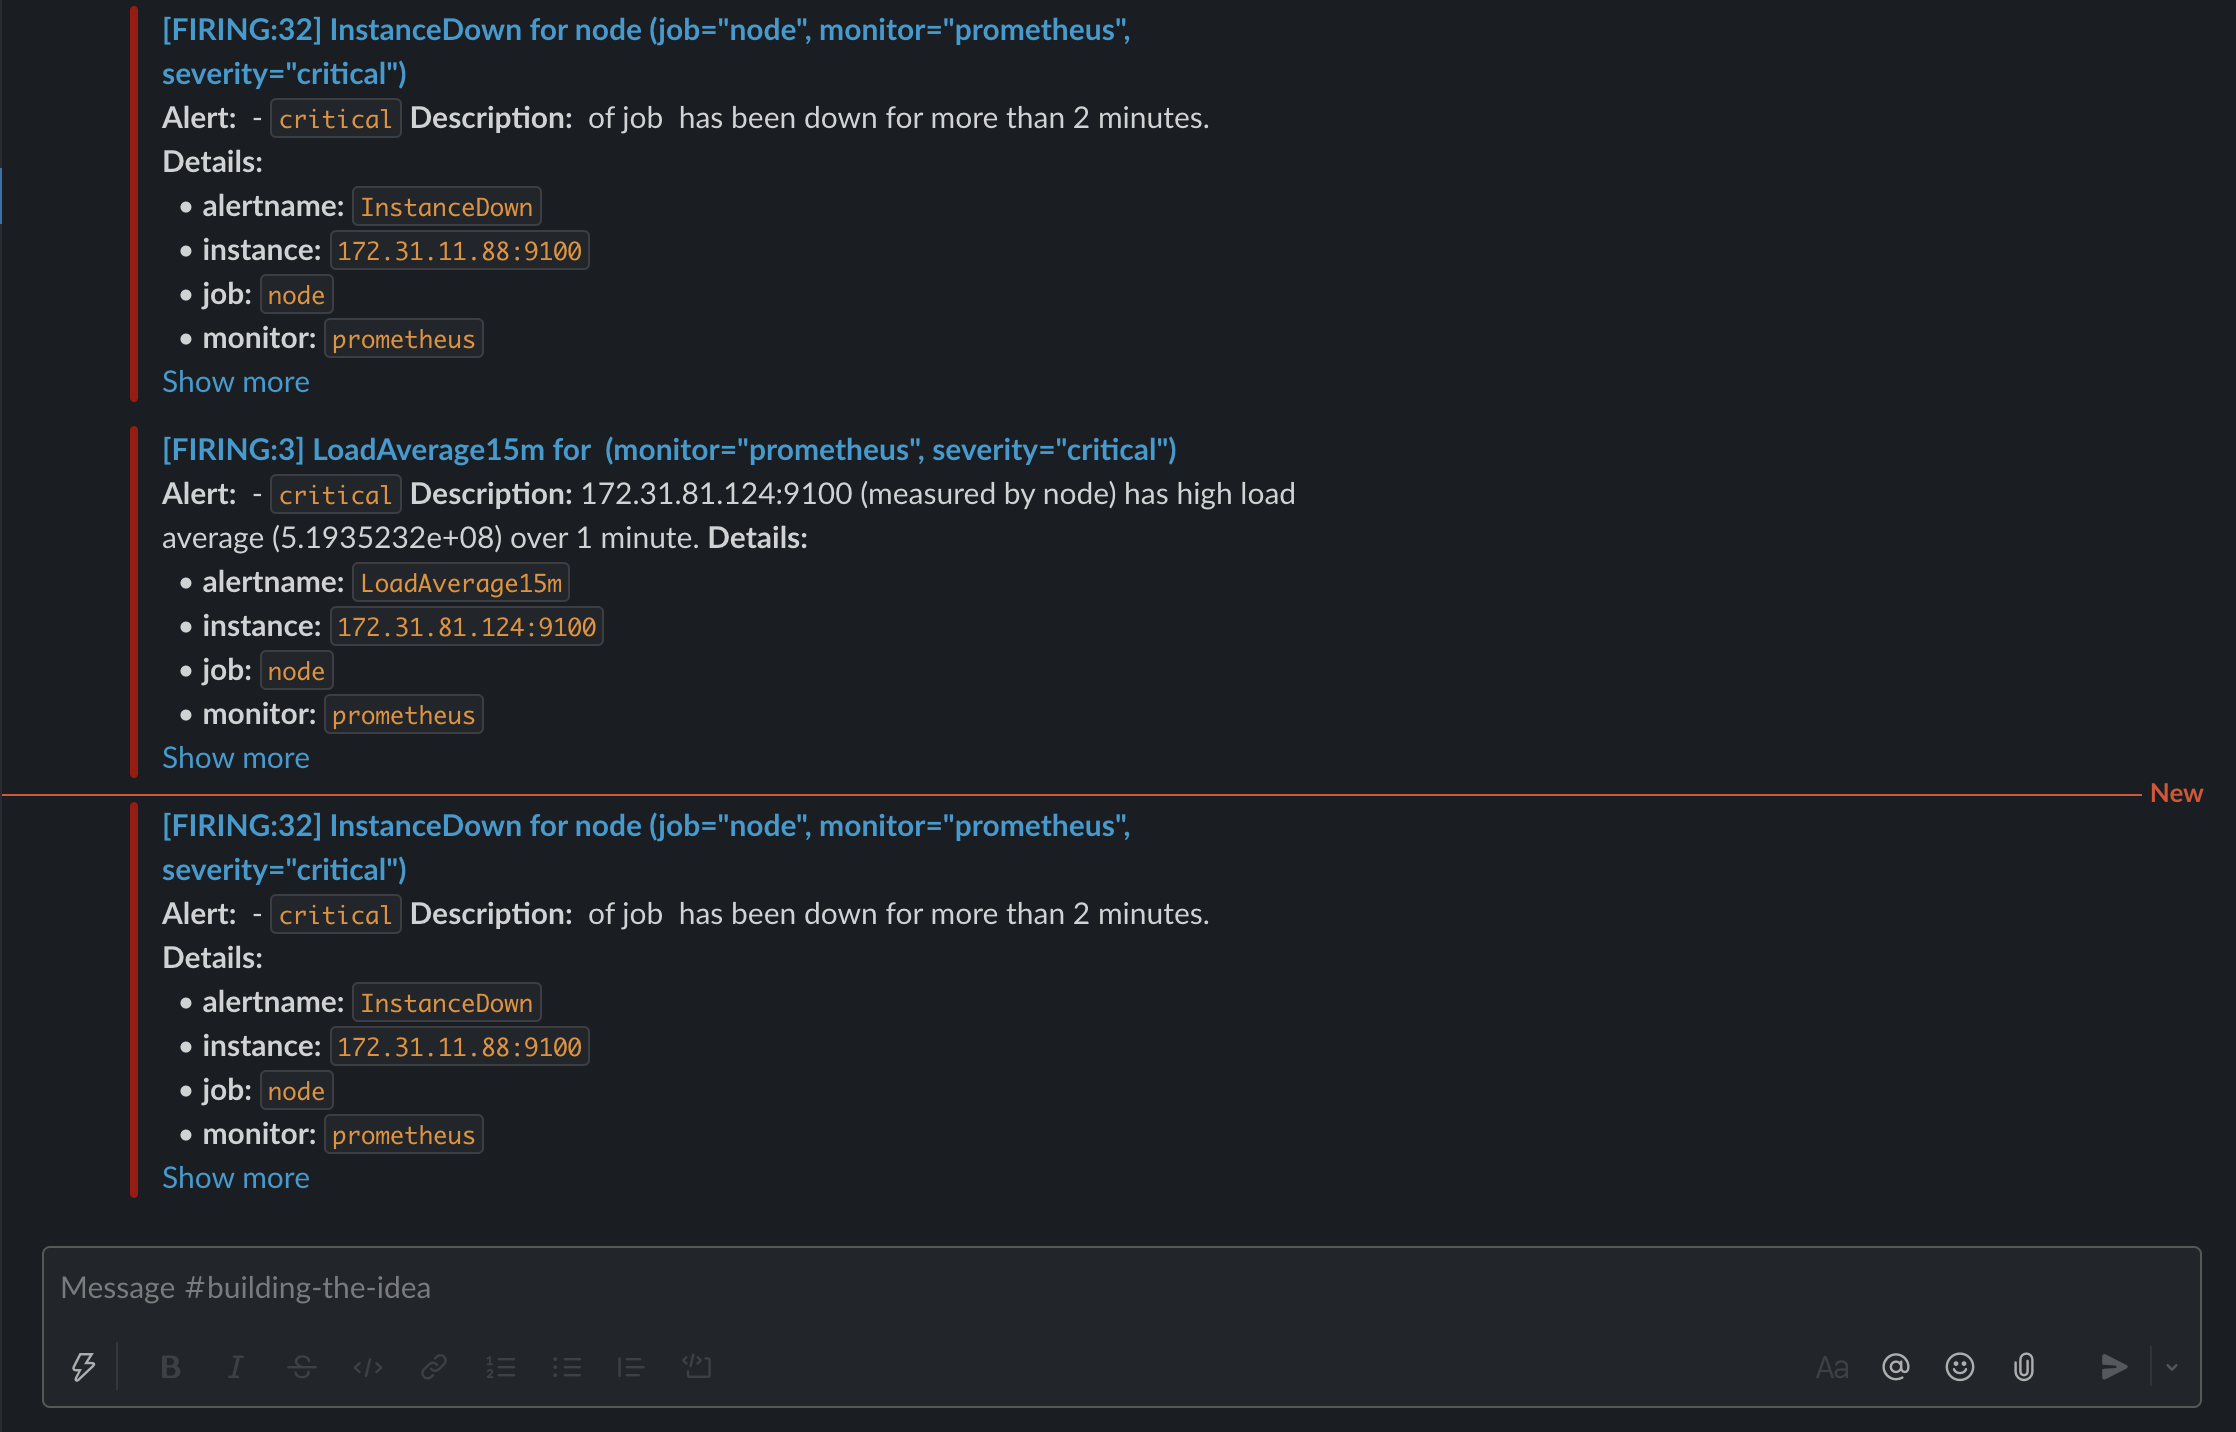 [FIRING:32] InstanceDown for node (job="node", monitor="prometheus",
severity="critical")
Alert:  - critical Description:  of job  has been down for more than 2 minutes.
Details:
• alertname: InstanceDown
• instance: 172.31.11.88:9100
• job: node
• monitor: prometheus
Show more
[FIRING:3] LoadAverage15m for  (monitor="prometheus", severity="critical")
Alert:  - critical Description: 172.31.81.124:9100 (measured by node) has high load
average (5.1935232e+08) over 1 minute. Details:
• alertname: LoadAverage15m
• instance: 172.31.81.124:9100
• job: node
• monitor: prometheus
Show more
New
[FIRING:32] InstanceDown for node (job="node", monitor="prometheus",
severity="critical")
Alert:  - critical Description:  of job  has been down for more than 2 minutes.
Details:
• alertname: InstanceDown
• instance: 172.31.11.88:9100
• job: node
• monitor: prometheus
Show more
Message #building-the-idea
B I S </> Aa @